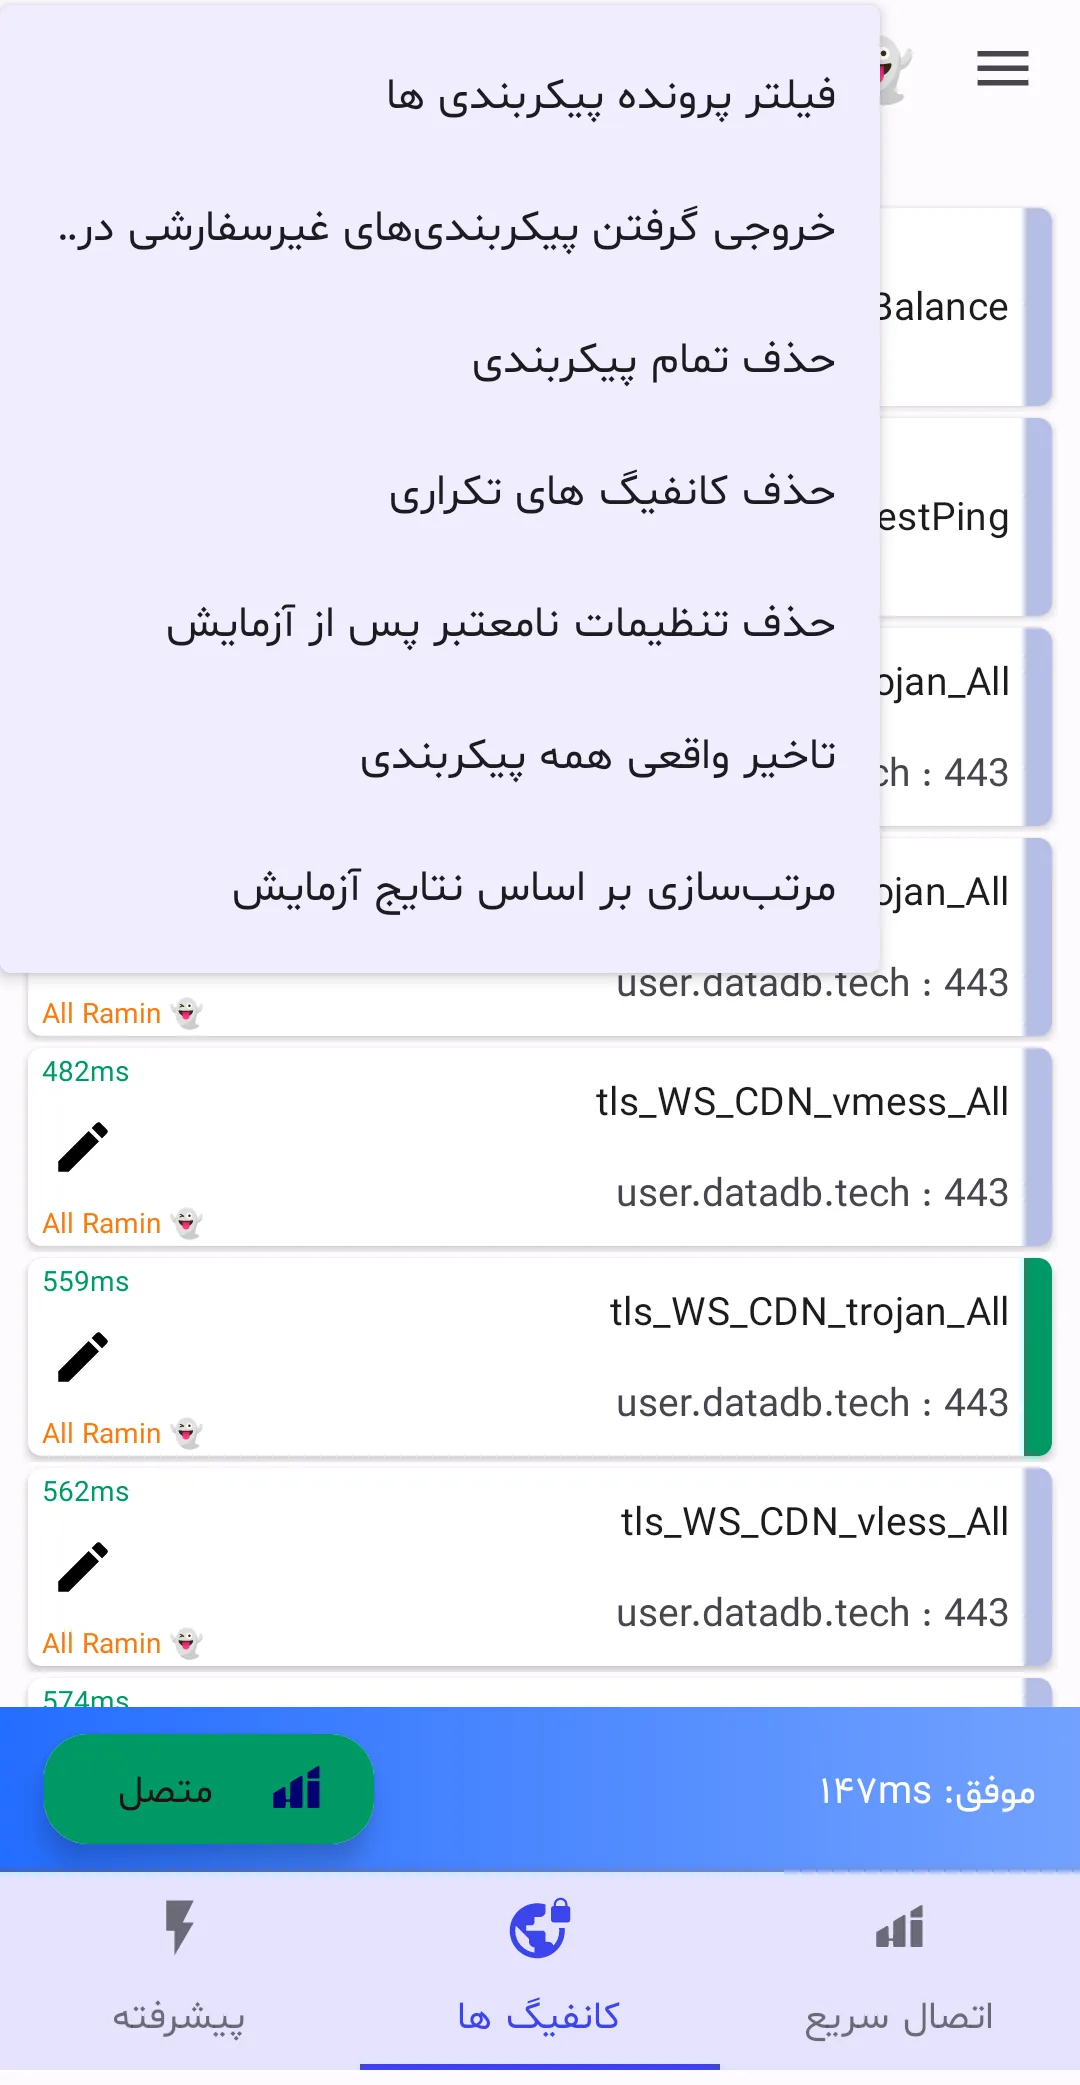 فیلتر پرونده پیکربندی ها
خروجی گرفتن پیکربندی‌های غیرسفارشی در..
حذف تمام پیکربندی
حذف کانفیگ های تکراری
حذف تنظیمات نامعتبر پس از آزمایش
تاخیر واقعی همه پیکربندی
مرتب‌سازی بر اساس نتایج آزمایش
Balance
estPing
ojan_All
ch : 443
ojan_All
user.datadb.tech : 443
All Ramin 👻
482ms
tls_WS_CDN_vmess_All
user.datadb.tech : 443
All Ramin 👻
559ms
tls_WS_CDN_trojan_All
user.datadb.tech : 443
All Ramin 👻
562ms
tls_WS_CDN_vless_All
user.datadb.tech : 443
All Ramin 👻
574ms
موفق: ۱۴۷ms
متصل
اتصال سریع
کانفیگ ها
پیشرفته